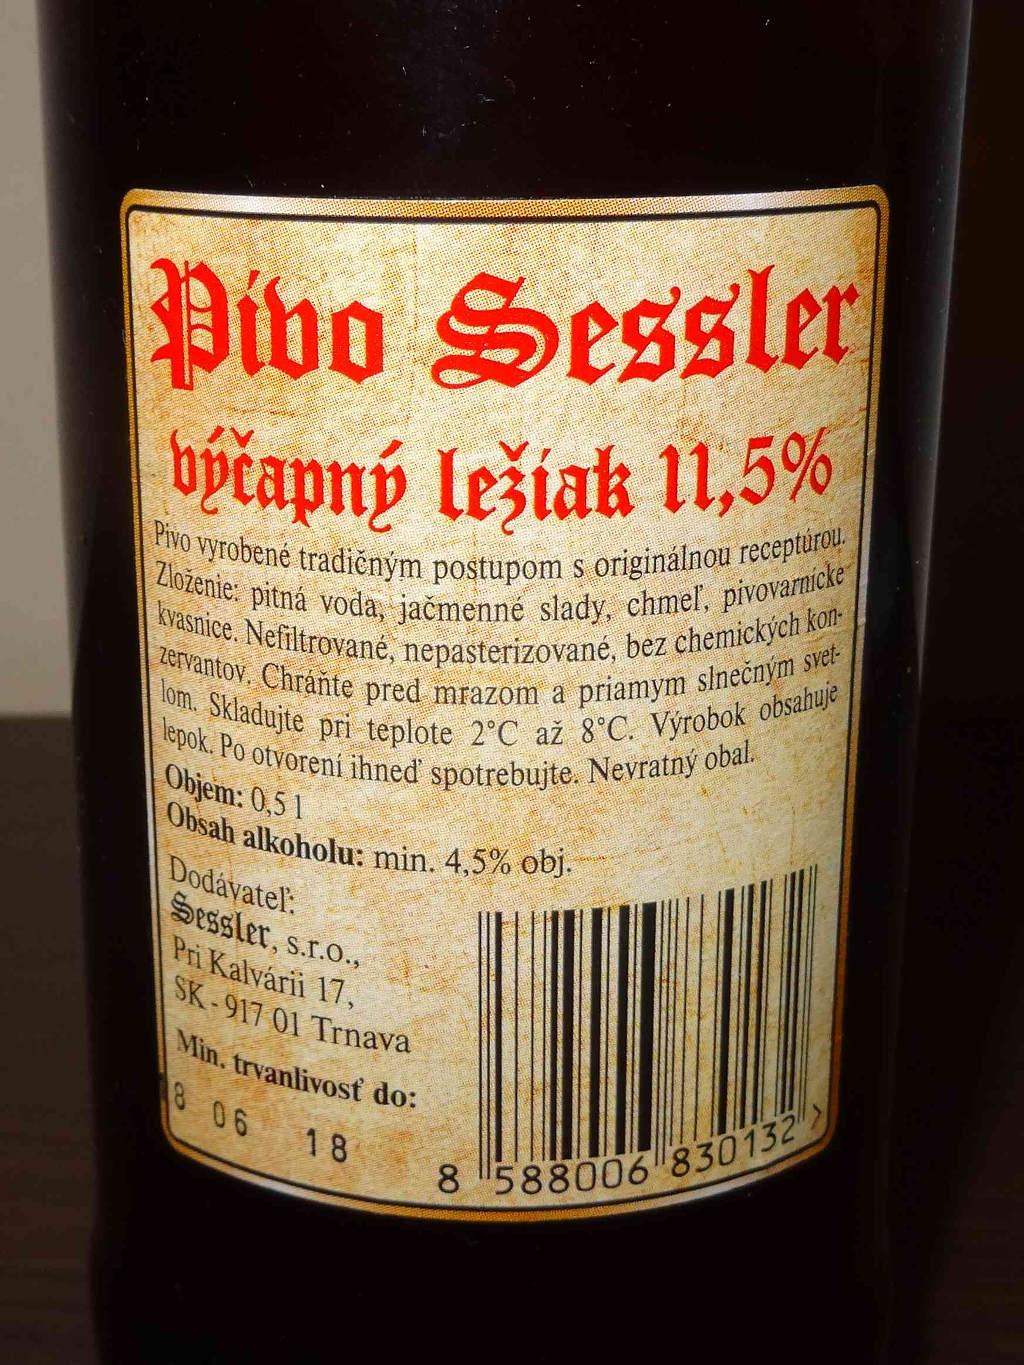 Pivo Sessler
výčapný ležiak 11,5%
Pivo vyrobené tradičným postupom s originálnou receptúrou.
Zloženie: pitná voda, jačmenné slady, chmeľ, pivovarnícke
kvasnice. Nefiltrované, nepasterizované, bez chemických kon-
zervantov. Chráňte pred mrazom a priamym slnečným svet-
lom. Skladujte pri teplote 2°C až 8°C. Výrobok obsahuje
lepok. Po otvorení ihneď spotrebujte. Nevratný obal.
Objem: 0,5 l
Obsah alkoholu: min. 4,5% obj.
Dodávateľ:
Sessler, s.r.o.,
Pri Kalvárii 17,
SK - 917 01 Trnava
Min. trvanlivosť do:
8 06 18
8 588006 830132 >